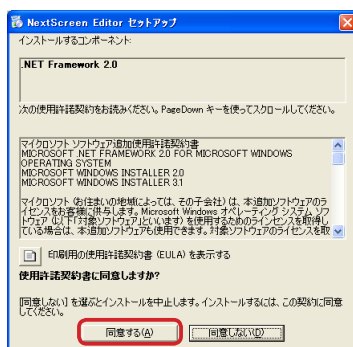 NextScreen Editor セットアップ
インストールするコンポーネント:
.NET Framework 2.0
次の使用許諾契約をお読みください。PageDown キーを使ってスクロールしてください。
マイクロソフト ソフトウェア追加使用許諾契約書
MICROSOFT .NET FRAMEWORK 2.0 FOR MICROSOFT WINDOWS
OPERATING SYSTEM
MICROSOFT WINDOWS INSTALLER 2.0
MICROSOFT WINDOWS INSTALLER 3.1
マイクロソフト (お住まいの地域によっては、その子会社) は、本追加ソフトウェアのラ
イセンスをお客様に供与します。Microsoft Windows オペレーティング システム ソフ
トウェア (以下「対象ソフトウェア」といいます) を使用するためのライセンスを取得し
ている場合は、本追加ソフトウェアも使用できます。対象ソフトウェアのライセンスを取
印刷用の使用許諾契約書 (EULA) を表示する
使用許諾契約書に同意しますか?
[同意しない] を選ぶとインストールを中止します。インストールするには、この契約に同意
してください。
同意する(A)
同意しない(D)